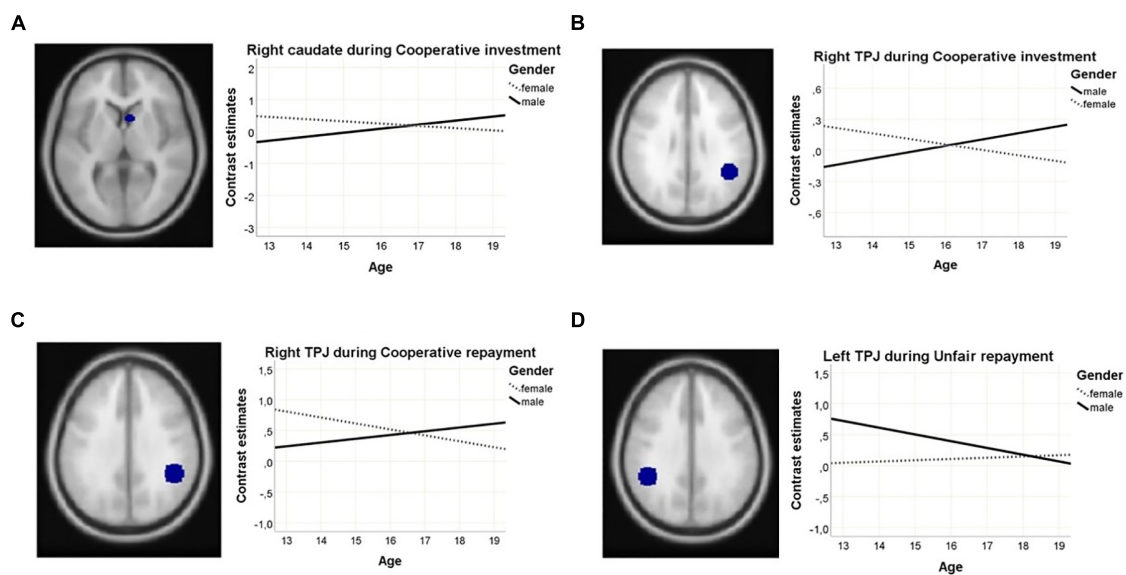 A
Right caudate during Cooperative investment
Gender
female
male
2
1
0
-1
-2
-3
Contrast estimates
13 14 15 16 17 18 19
Age
B
Right TPJ during Cooperative investment
Gender
male
female
,6
,3
,0
-,3
-,6
Contrast estimates
13 14 15 16 17 18 19
Age
C
Right TPJ during Cooperative repayment
Gender
female
male
1,5
1,0
,5
,0
-,5
-1,0
Contrast estimates
13 14 15 16 17 18 19
Age
D
Left TPJ during Unfair repayment
Gender
female
male
1,5
1,0
,5
,0
-,5
-1,0
Contrast estimates
13 14 15 16 17 18 19
Age